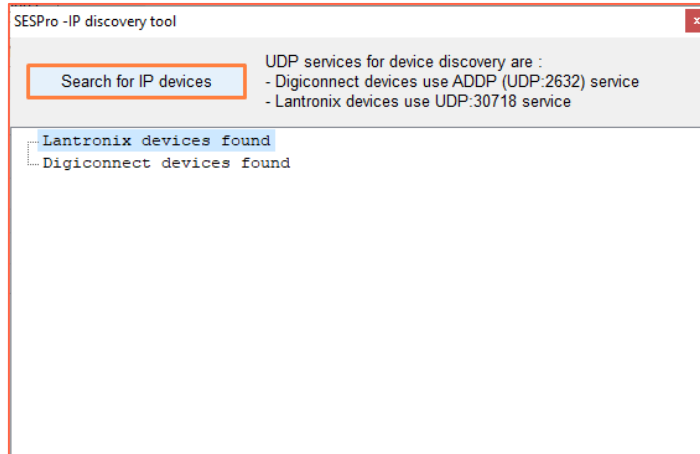 SESPro -IP discovery tool
x
Search for IP devices
UDP services for device discovery are :
- Digiconnect devices use ADDP (UDP:2632) service
- Lantronix devices use UDP:30718 service
Lantronix devices found
Digiconnect devices found